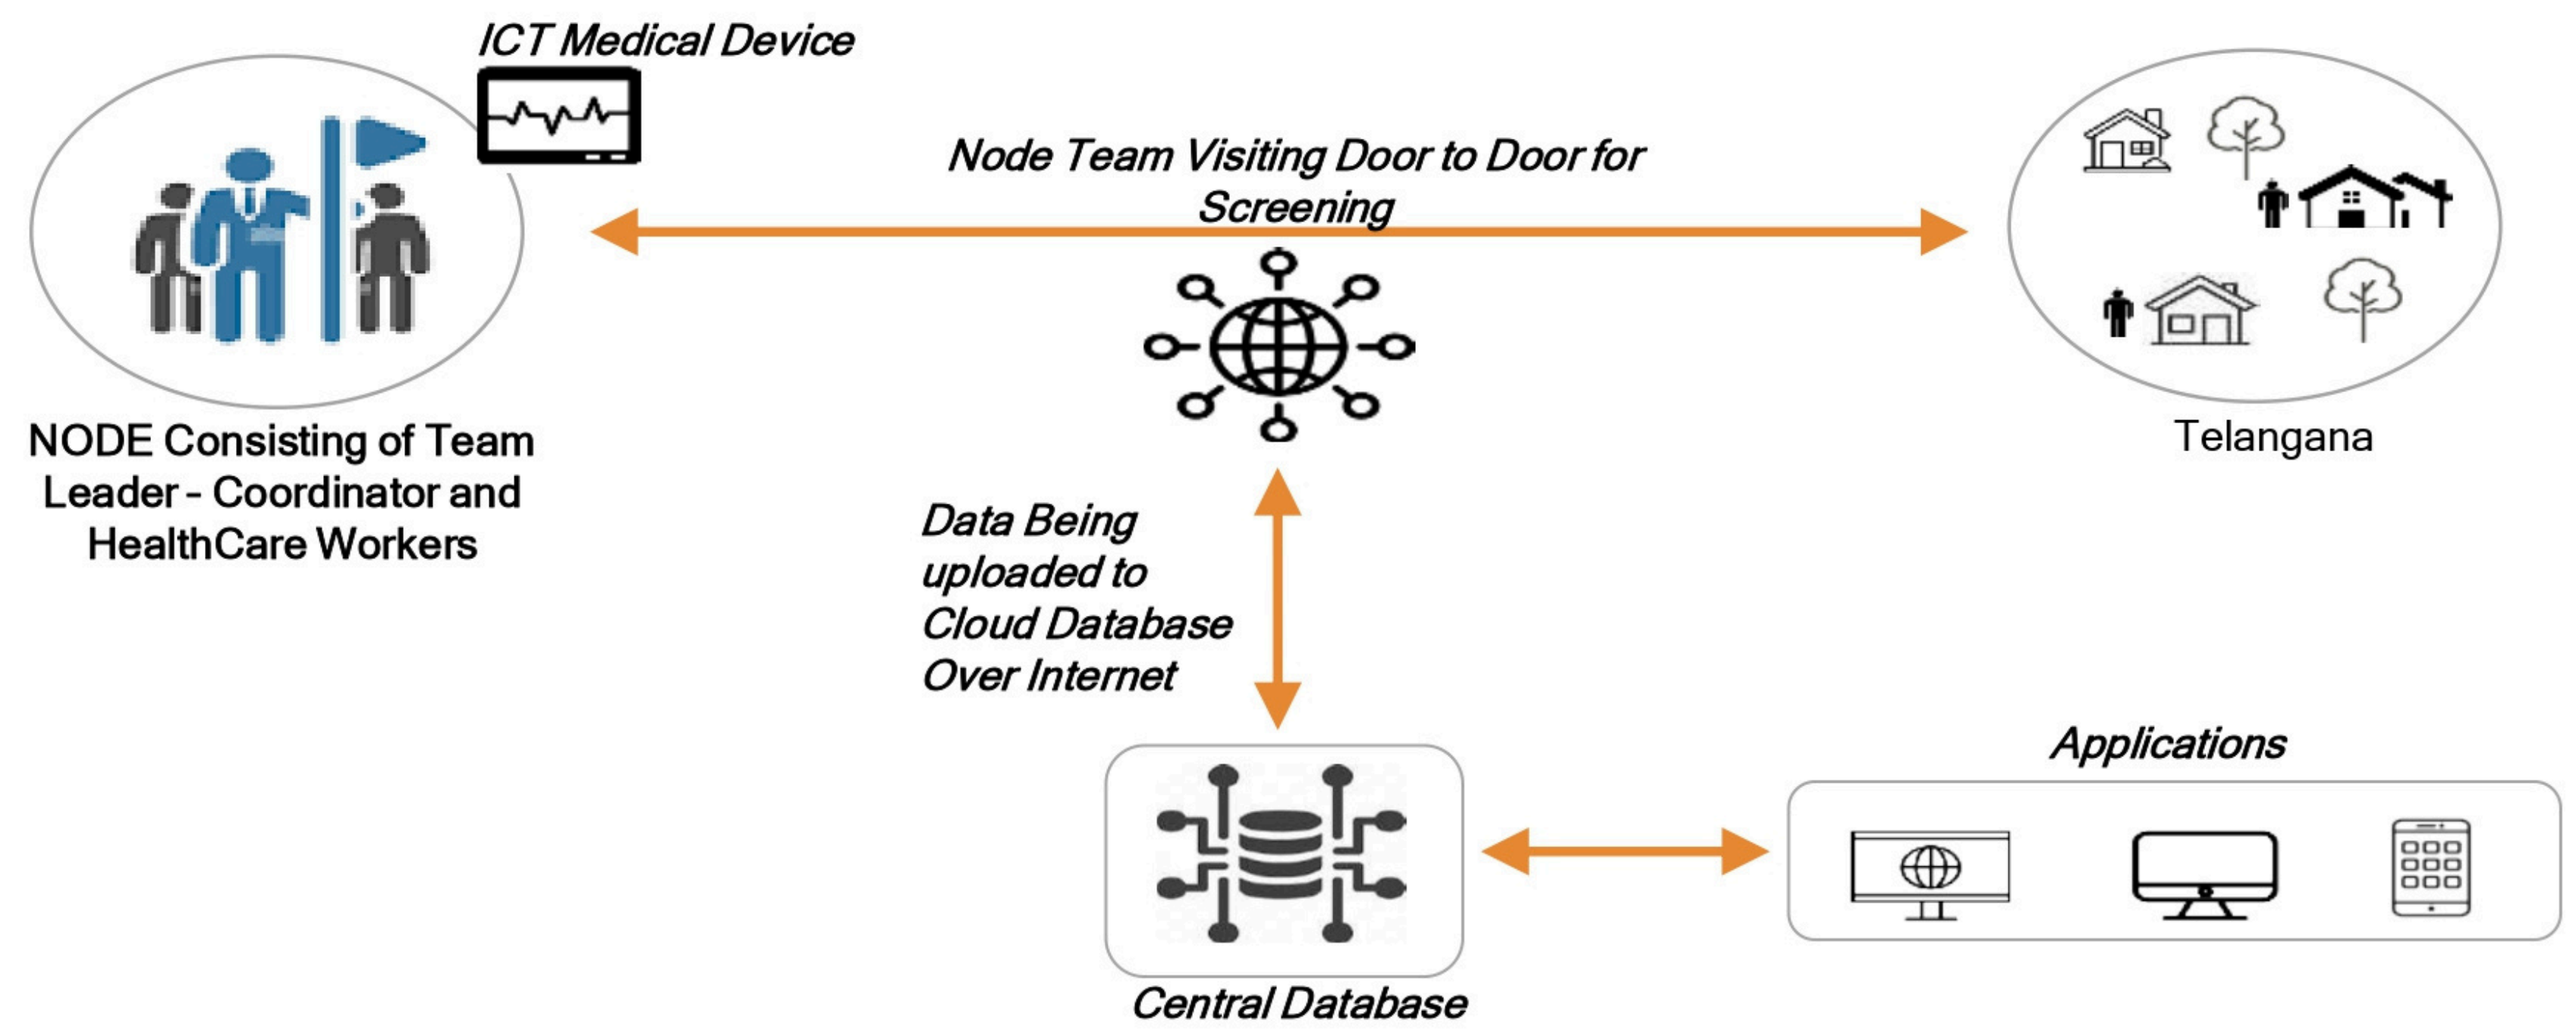 ICT Medical Device
Node Team Visiting Door to Door for
Screening
NODE Consisting of Team
Leader - Coordinator and
HealthCare Workers
Telangana
Data Being
uploaded to
Cloud Database
Over Internet
Applications
Central Database